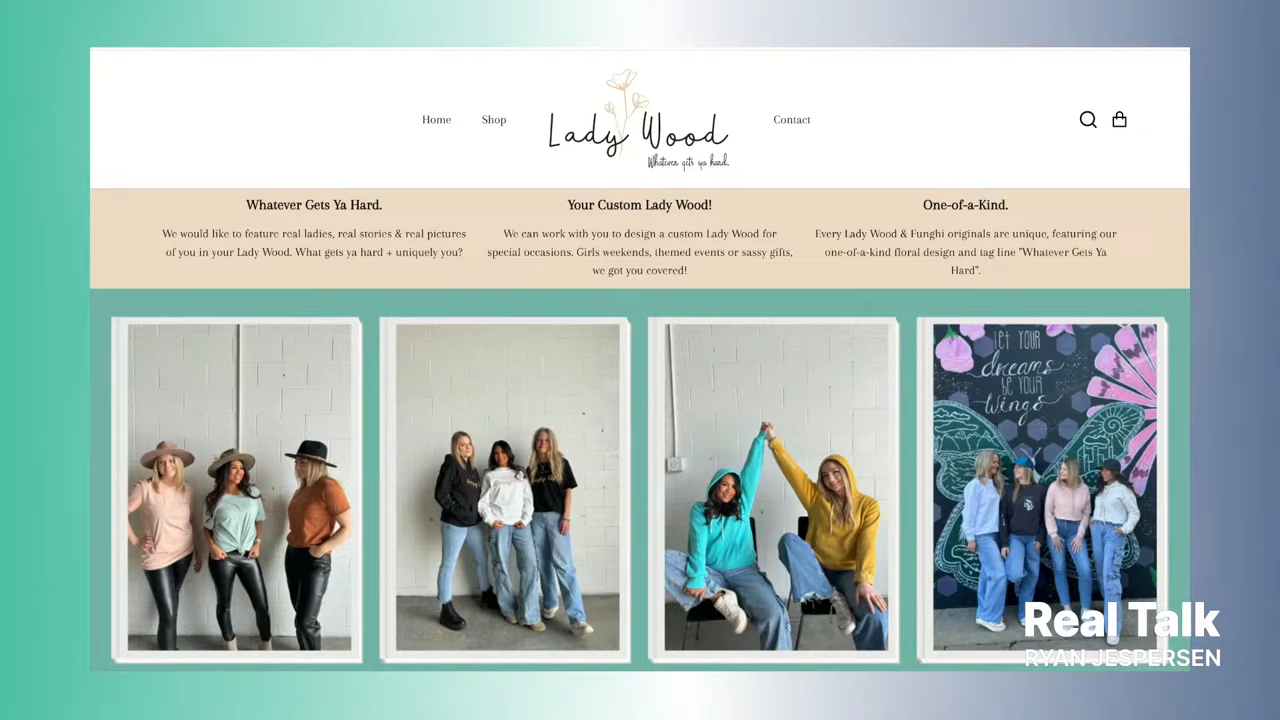 Home
Shop
Lady Wood
Whatever gets ya hard.
Contact
Whatever Gets Ya Hard.
We would like to feature real ladies, real stories & real pictures
of you in your Lady Wood. What gets ya hard + uniquely you?
Your Custom Lady Wood!
We can work with you to design a custom Lady Wood for
special occasions. Girls weekends, themed events or sassy gifts,
we got you covered!
One-of-a-Kind.
Every Lady Wood & Funghi originals are unique, featuring our
one-of-a-kind floral design and tag line "Whatever Gets Ya
Hard".
LET YOUR
dreams
BE YOUR
Wings
Real Talk
RYAN JESPERSEN